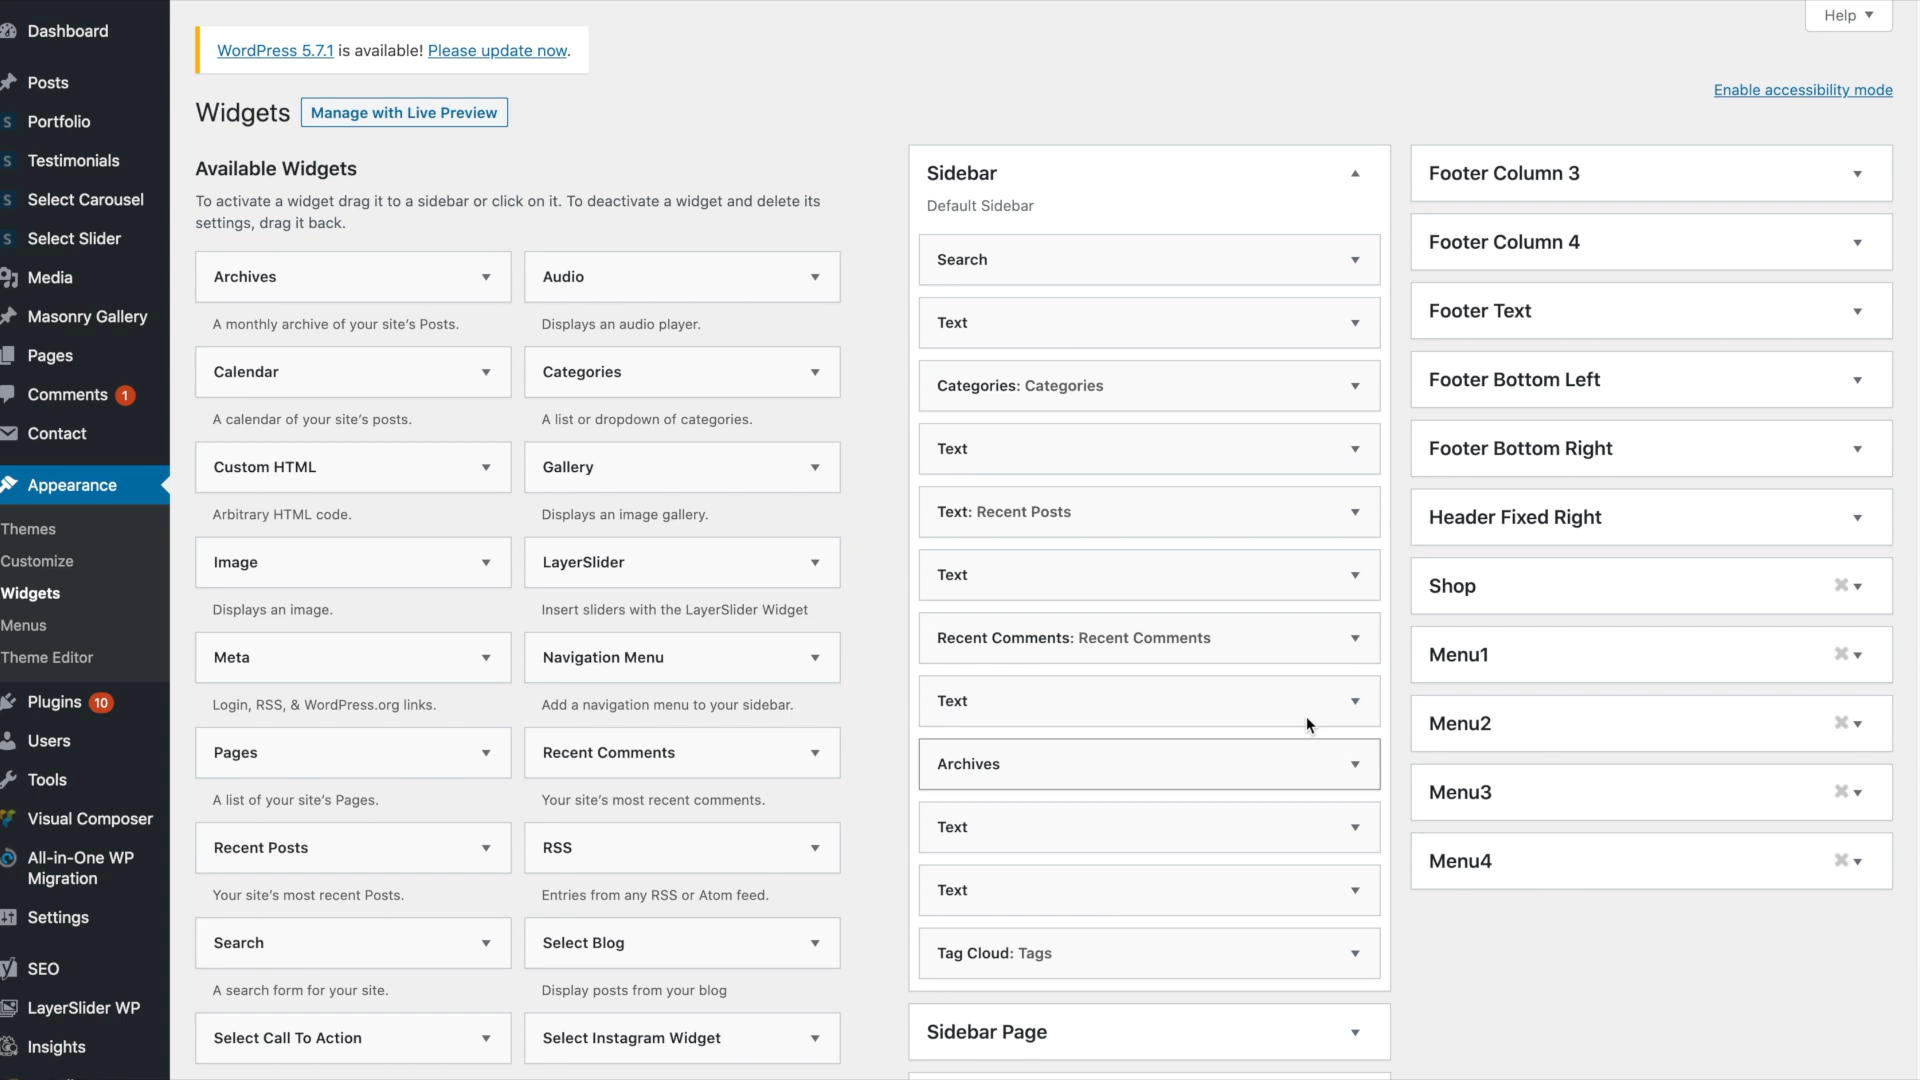 Dashboard
Posts
Portfolio
Testimonials
Select Carousel
Select Slider
Media
Masonry Gallery
Pages
Comments 1
Contact
Appearance
Themes
Customize
Widgets
Menus
Theme Editor
Plugins 10
Users
Tools
Visual Composer
All-in-One WP
Migration
Settings
SEO
LayerSlider WP
Insights
Help
WordPress 5.7.1 is available! Please update now.
Enable accessibility mode
Widgets
Manage with Live Preview
Available Widgets
To activate a widget drag it to a sidebar or click on it. To deactivate a widget and delete its
settings, drag it back.
Archives
A monthly archive of your site's Posts.
Audio
Displays an audio player.
Calendar
A calendar of your site's posts.
Categories
A list or dropdown of categories.
Custom HTML
Arbitrary HTML code.
Gallery
Displays an image gallery.
Image
Displays an image.
LayerSlider
Insert sliders with the LayerSlider Widget
Meta
Login, RSS, & WordPress.org links.
Navigation Menu
Add a navigation menu to your sidebar.
Pages
A list of your site's Pages.
Recent Comments
Your site's most recent comments.
Recent Posts
Your site's most recent Posts.
RSS
Entries from any RSS or Atom feed.
Search
A search form for your site.
Select Blog
Display posts from your blog
Select Call To Action
Select Instagram Widget
Sidebar
Default Sidebar
Search
Text
Categories: Categories
Text
Text: Recent Posts
Text
Recent Comments: Recent Comments
Text
Archives
Text
Text
Tag Cloud: Tags
Sidebar Page
Footer Column 3
Footer Column 4
Footer Text
Footer Bottom Left
Footer Bottom Right
Header Fixed Right
Shop
Menu1
Menu2
Menu3
Menu4